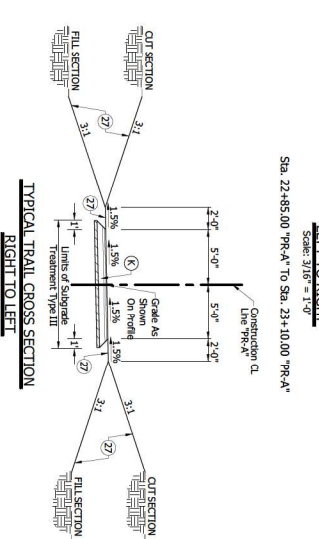 Scale: 3/16" = 1'-0"
Sta. 22+85.00 "PR-A" To Sta. 23+10.00 "PR-A"
Construction CL
Line "PR-A"
2'-0"
5'-0"
5'-0"
2'-0"
CUT SECTION
3:1
27
3:1
FILL SECTION
27
1.5%
1.5%
K
Grade As
Shown
On Profile
1.5%
1.5%
27
1'
1'
Limits of Subgrade
Treatment Type III
CUT SECTION
3:1
27
3:1
FILL SECTION
TYPICAL TRAIL CROSS SECTION
RIGHT TO LEFT